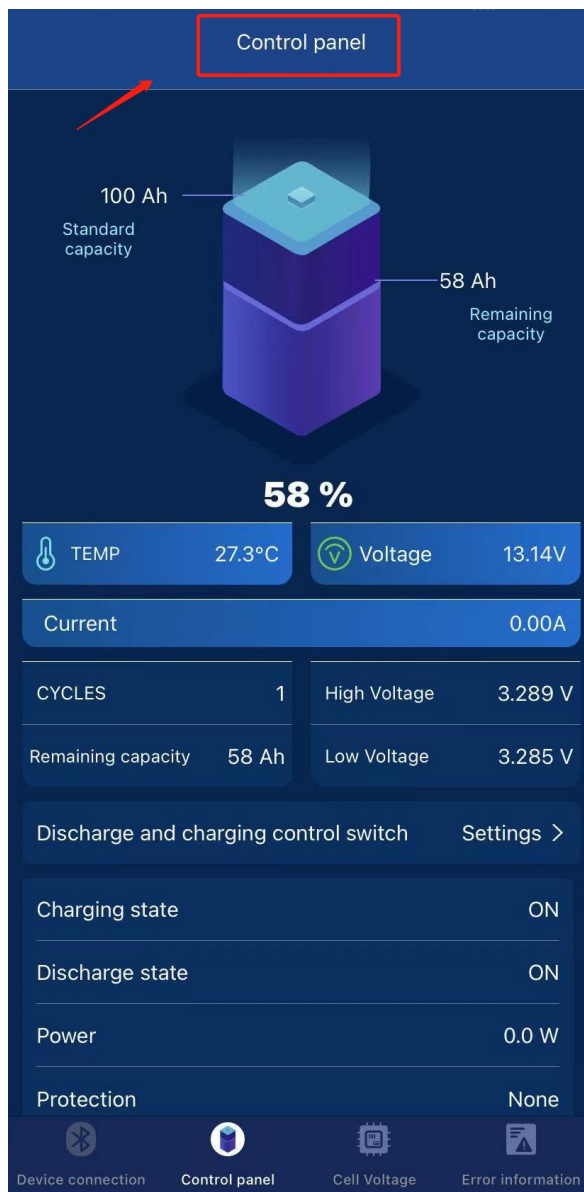 Control panel
100 Ah
Standard
capacity
58 Ah
Remaining
capacity
58 %
TEMP 27.3°C
Voltage 13.14V
Current 0.00A
CYCLES 1
High Voltage 3.289 V
Remaining capacity 58 Ah
Low Voltage 3.285 V
Discharge and charging control switch Settings >
Charging state ON
Discharge state ON
Power 0.0 W
Protection None
Device connection Control panel Cell Voltage Error information